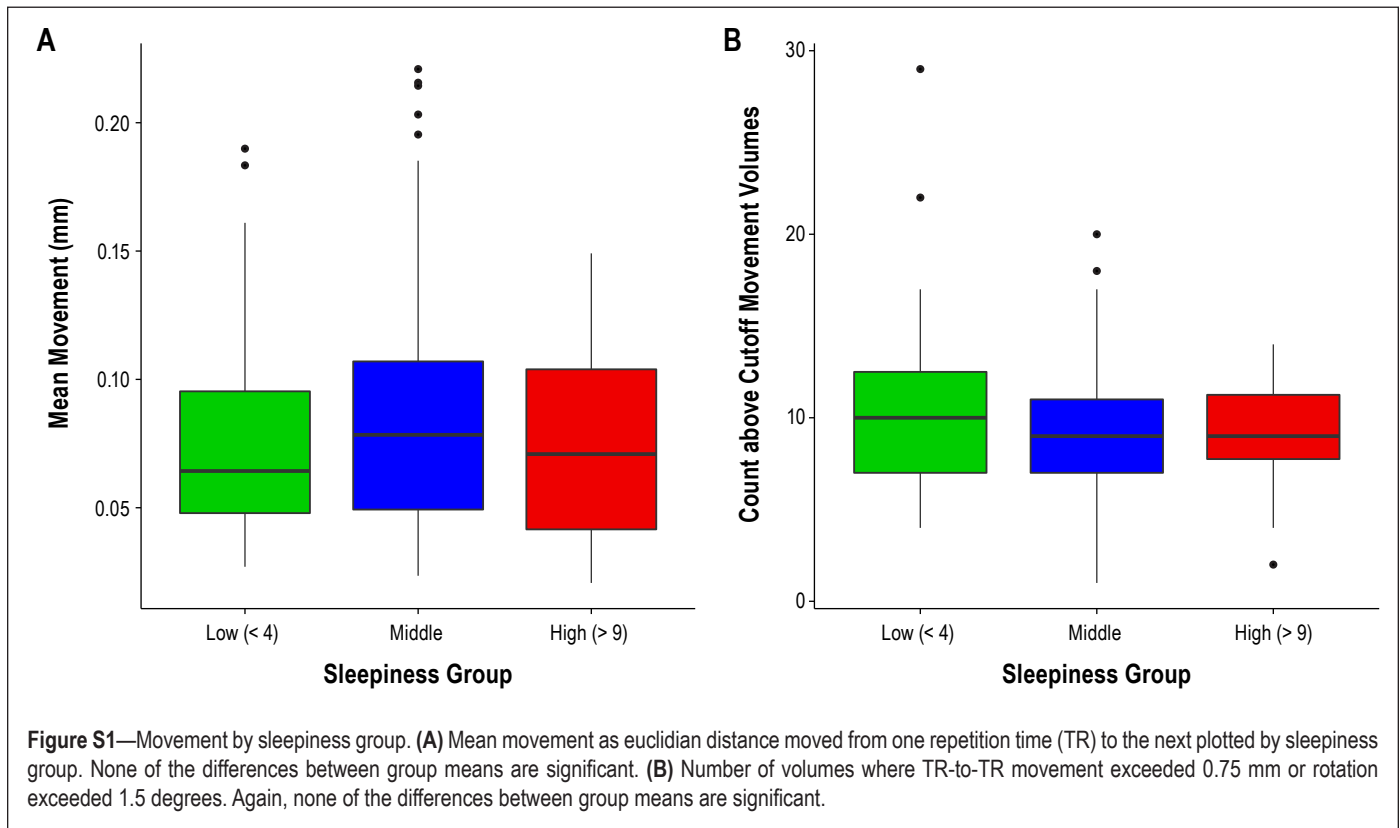 A
B
Mean Movement (mm)
0.20
0.15
0.10
0.05
Low (< 4)
Middle
High (> 9)
Sleepiness Group
Count above Cutoff Movement Volumes
30
20
10
0
Low (< 4)
Middle
High (> 9)
Sleepiness Group
Figure S1—Movement by sleepiness group. (A) Mean movement as euclidian distance moved from one repetition time (TR) to the next plotted by sleepiness
group. None of the differences between group means are significant. (B) Number of volumes where TR-to-TR movement exceeded 0.75 mm or rotation
exceeded 1.5 degrees. Again, none of the differences between group means are significant.